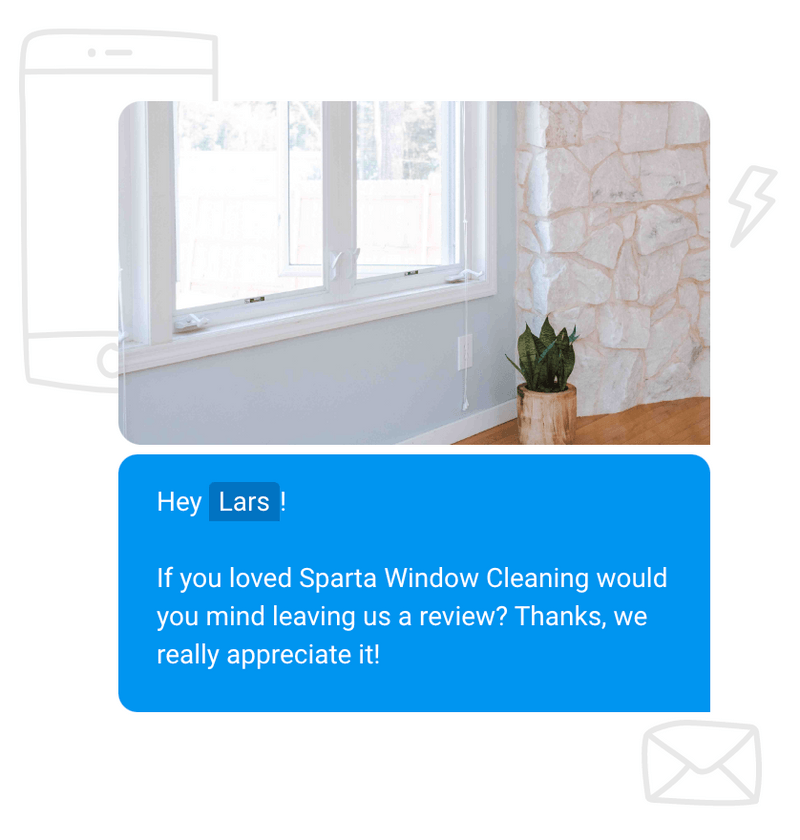 Hey Lars!
If you loved Sparta Window Cleaning would
you mind leaving us a review? Thanks, we
really appreciate it!